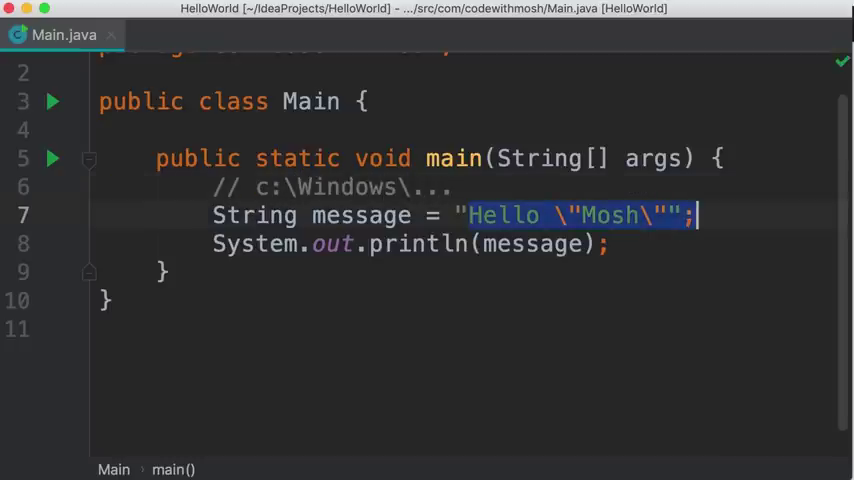 HelloWorld [~/IdeaProjects/HelloWorld] - .../src/com/codewithmosh/Main.java [HelloWorld]
Main.java
2
3 public class Main {
4
5 public static void main(String[] args) {
6 // c:\Windows\...
7 String message = "Hello \"Mosh\"";
8 System.out.println(message);
9 }
10 }
11
Main › main()